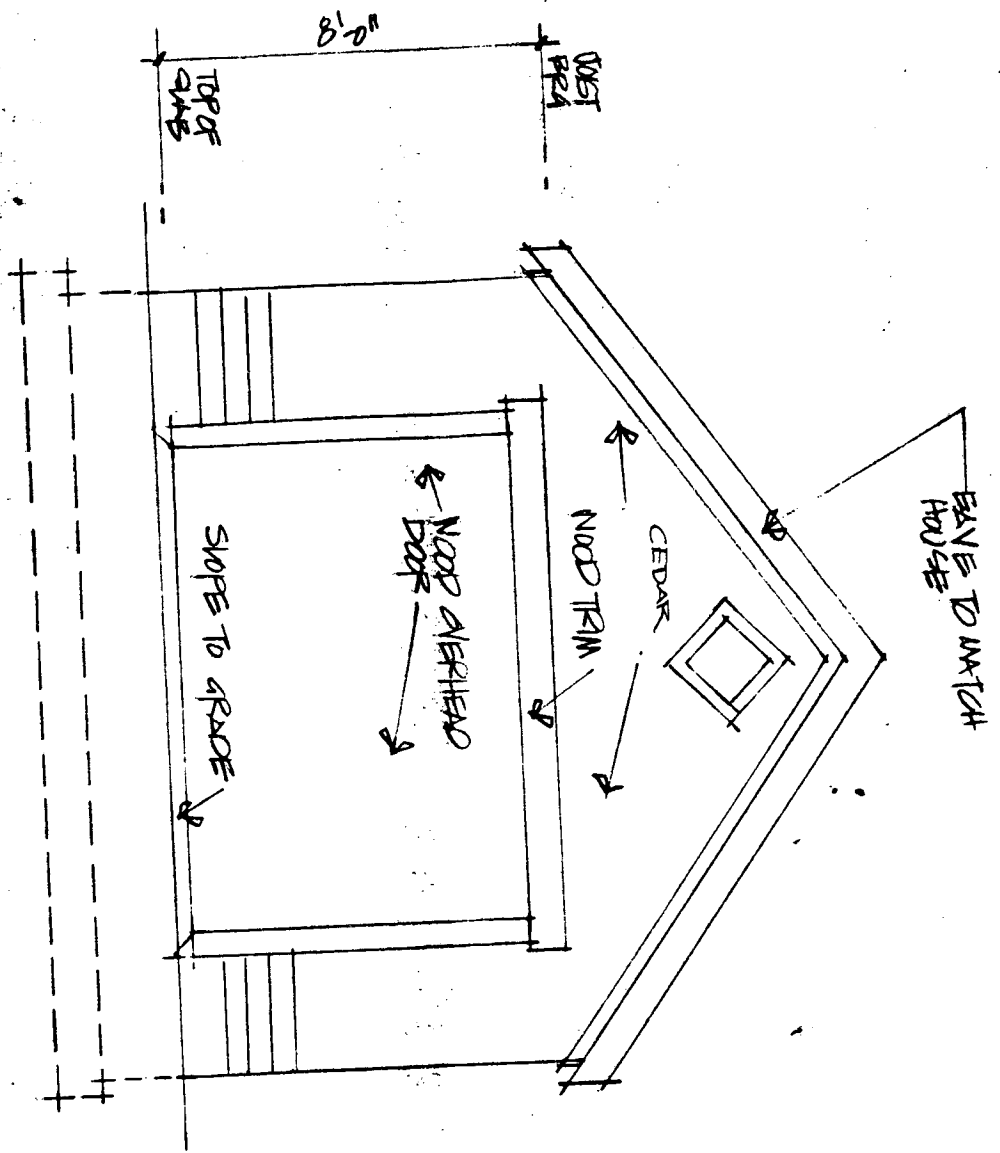 EAVE TO MATCH
HOUSE
JOIST
BRG
8'-0"
CEDAR
WOOD TRIM
WOOD OVERHEAD
DOOR
SLOPE TO GRADE
TOP OF
SLAB